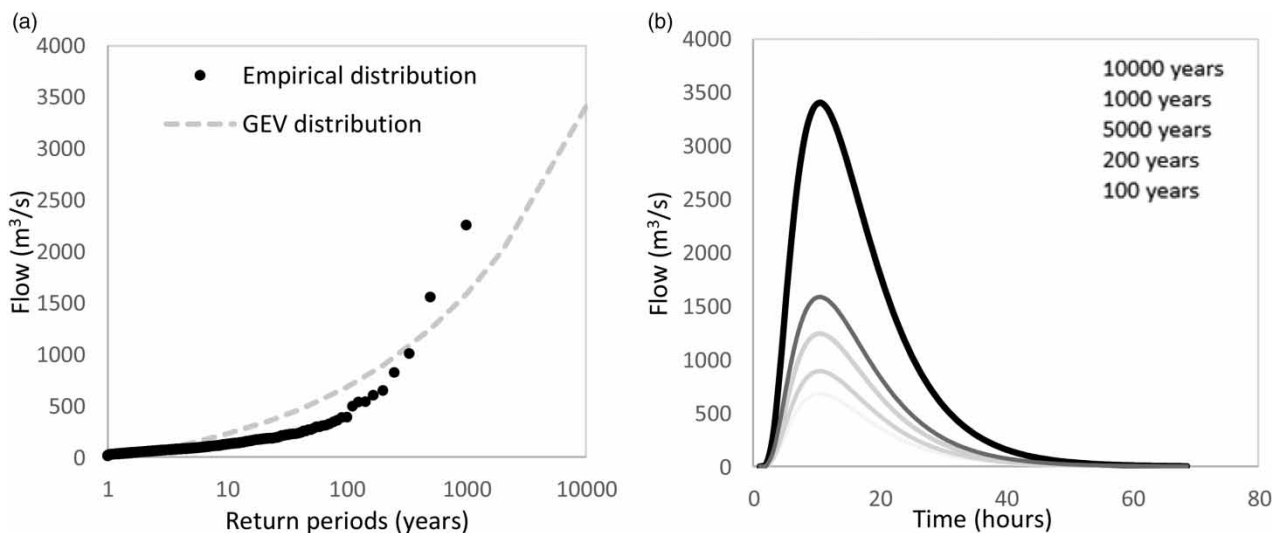 (a)
4000
3500
3000
2500
2000
1500
1000
500
0
Flow (m³/s)
Empirical distribution
GEV distribution
1 10 100 1000 10000
Return periods (years)
(b)
4000
3500
3000
2500
2000
1500
1000
500
0
Flow (m³/s)
10000 years
1000 years
5000 years
200 years
100 years
0 20 40 60 80
Time (hours)